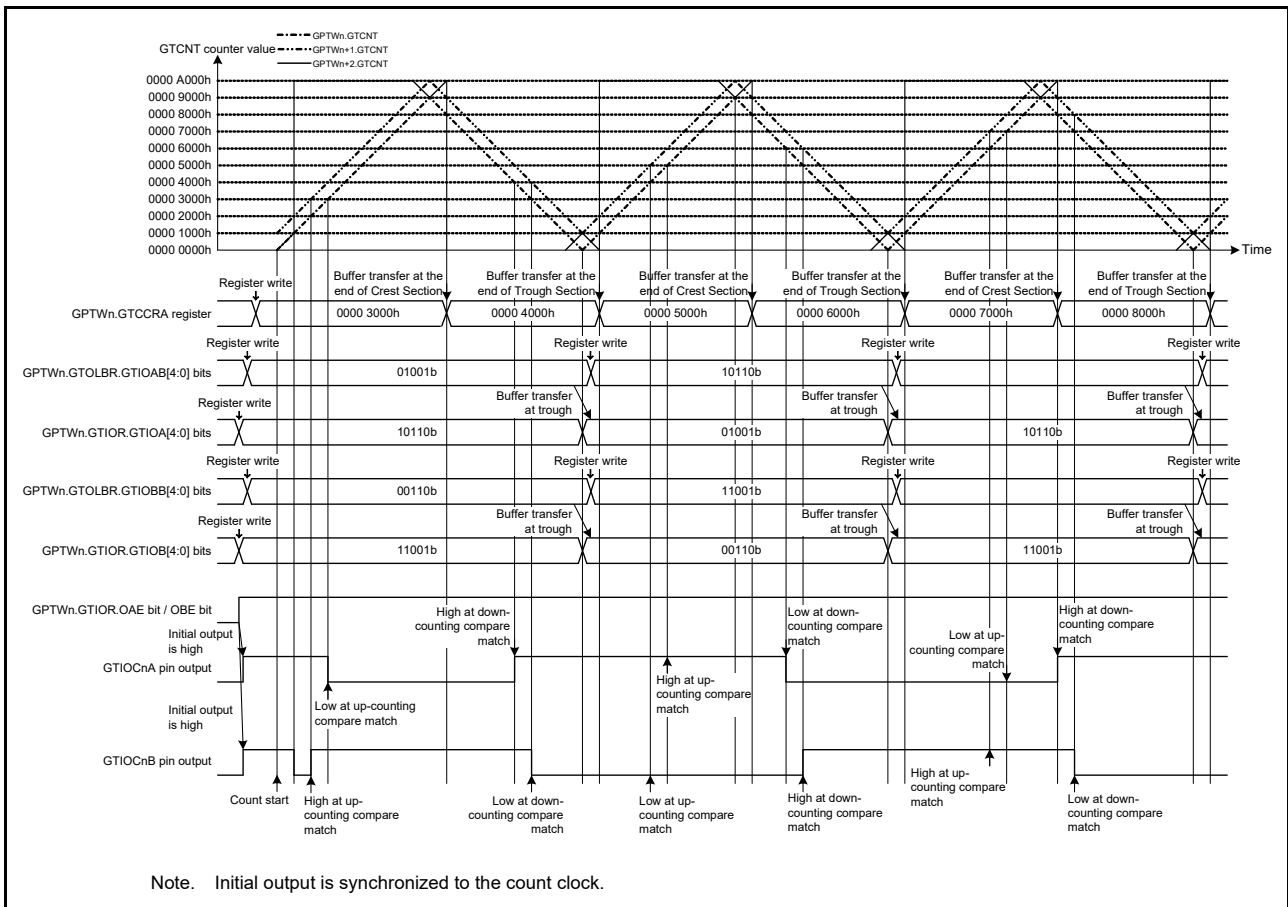 GTCNT counter value
GPTWn.GTCNT
GPTWn+1.GTCNT
GPTWn+2.GTCNT
0000 A000h
0000 9000h
0000 8000h
0000 7000h
0000 6000h
0000 5000h
0000 4000h
0000 3000h
0000 2000h
0000 1000h
0000 0000h
Time
Register write
Buffer transfer at the
end of Crest Section
Buffer transfer at the
end of Trough Section
Buffer transfer at the
end of Crest Section
Buffer transfer at the
end of Trough Section
Buffer transfer at the
end of Crest Section
Buffer transfer at the
end of Trough Section
GPTWn.GTCCRA register
0000 3000h
0000 4000h
0000 5000h
0000 6000h
0000 7000h
0000 8000h
Register write
Register write
Register write
Register write
GPTWn.GTOLBR.GTIOAB[4:0] bits
01001b
10110b
Register write
Buffer transfer
at trough
Buffer transfer
at trough
Buffer transfer
at trough
GPTWn.GTIOR.GTIOA[4:0] bits
10110b
01001b
10110b
Register write
Register write
Register write
Register write
GPTWn.GTOLBR.GTIOBB[4:0] bits
00110b
11001b
Register write
Buffer transfer
at trough
Buffer transfer
at trough
Buffer transfer
at trough
GPTWn.GTIOR.GTIOB[4:0] bits
11001b
00110b
11001b
GPTWn.GTIOR.OAE bit / OBE bit
Initial output
is high
High at down-
counting compare
match
Low at down-
counting compare
match
Low at up-
counting compare
match
High at down-
counting compare
match
GTIOCnA pin output
Low at up-counting
compare match
High at up-
counting compare
match
Initial output
is high
GTIOCnB pin output
Count start
High at up-
counting compare
match
Low at down-
counting compare
match
Low at up-
counting compare
match
High at down-
counting compare
match
High at up-
counting compare
match
Low at down-
counting compare
match
Note. Initial output is synchronized to the count clock.